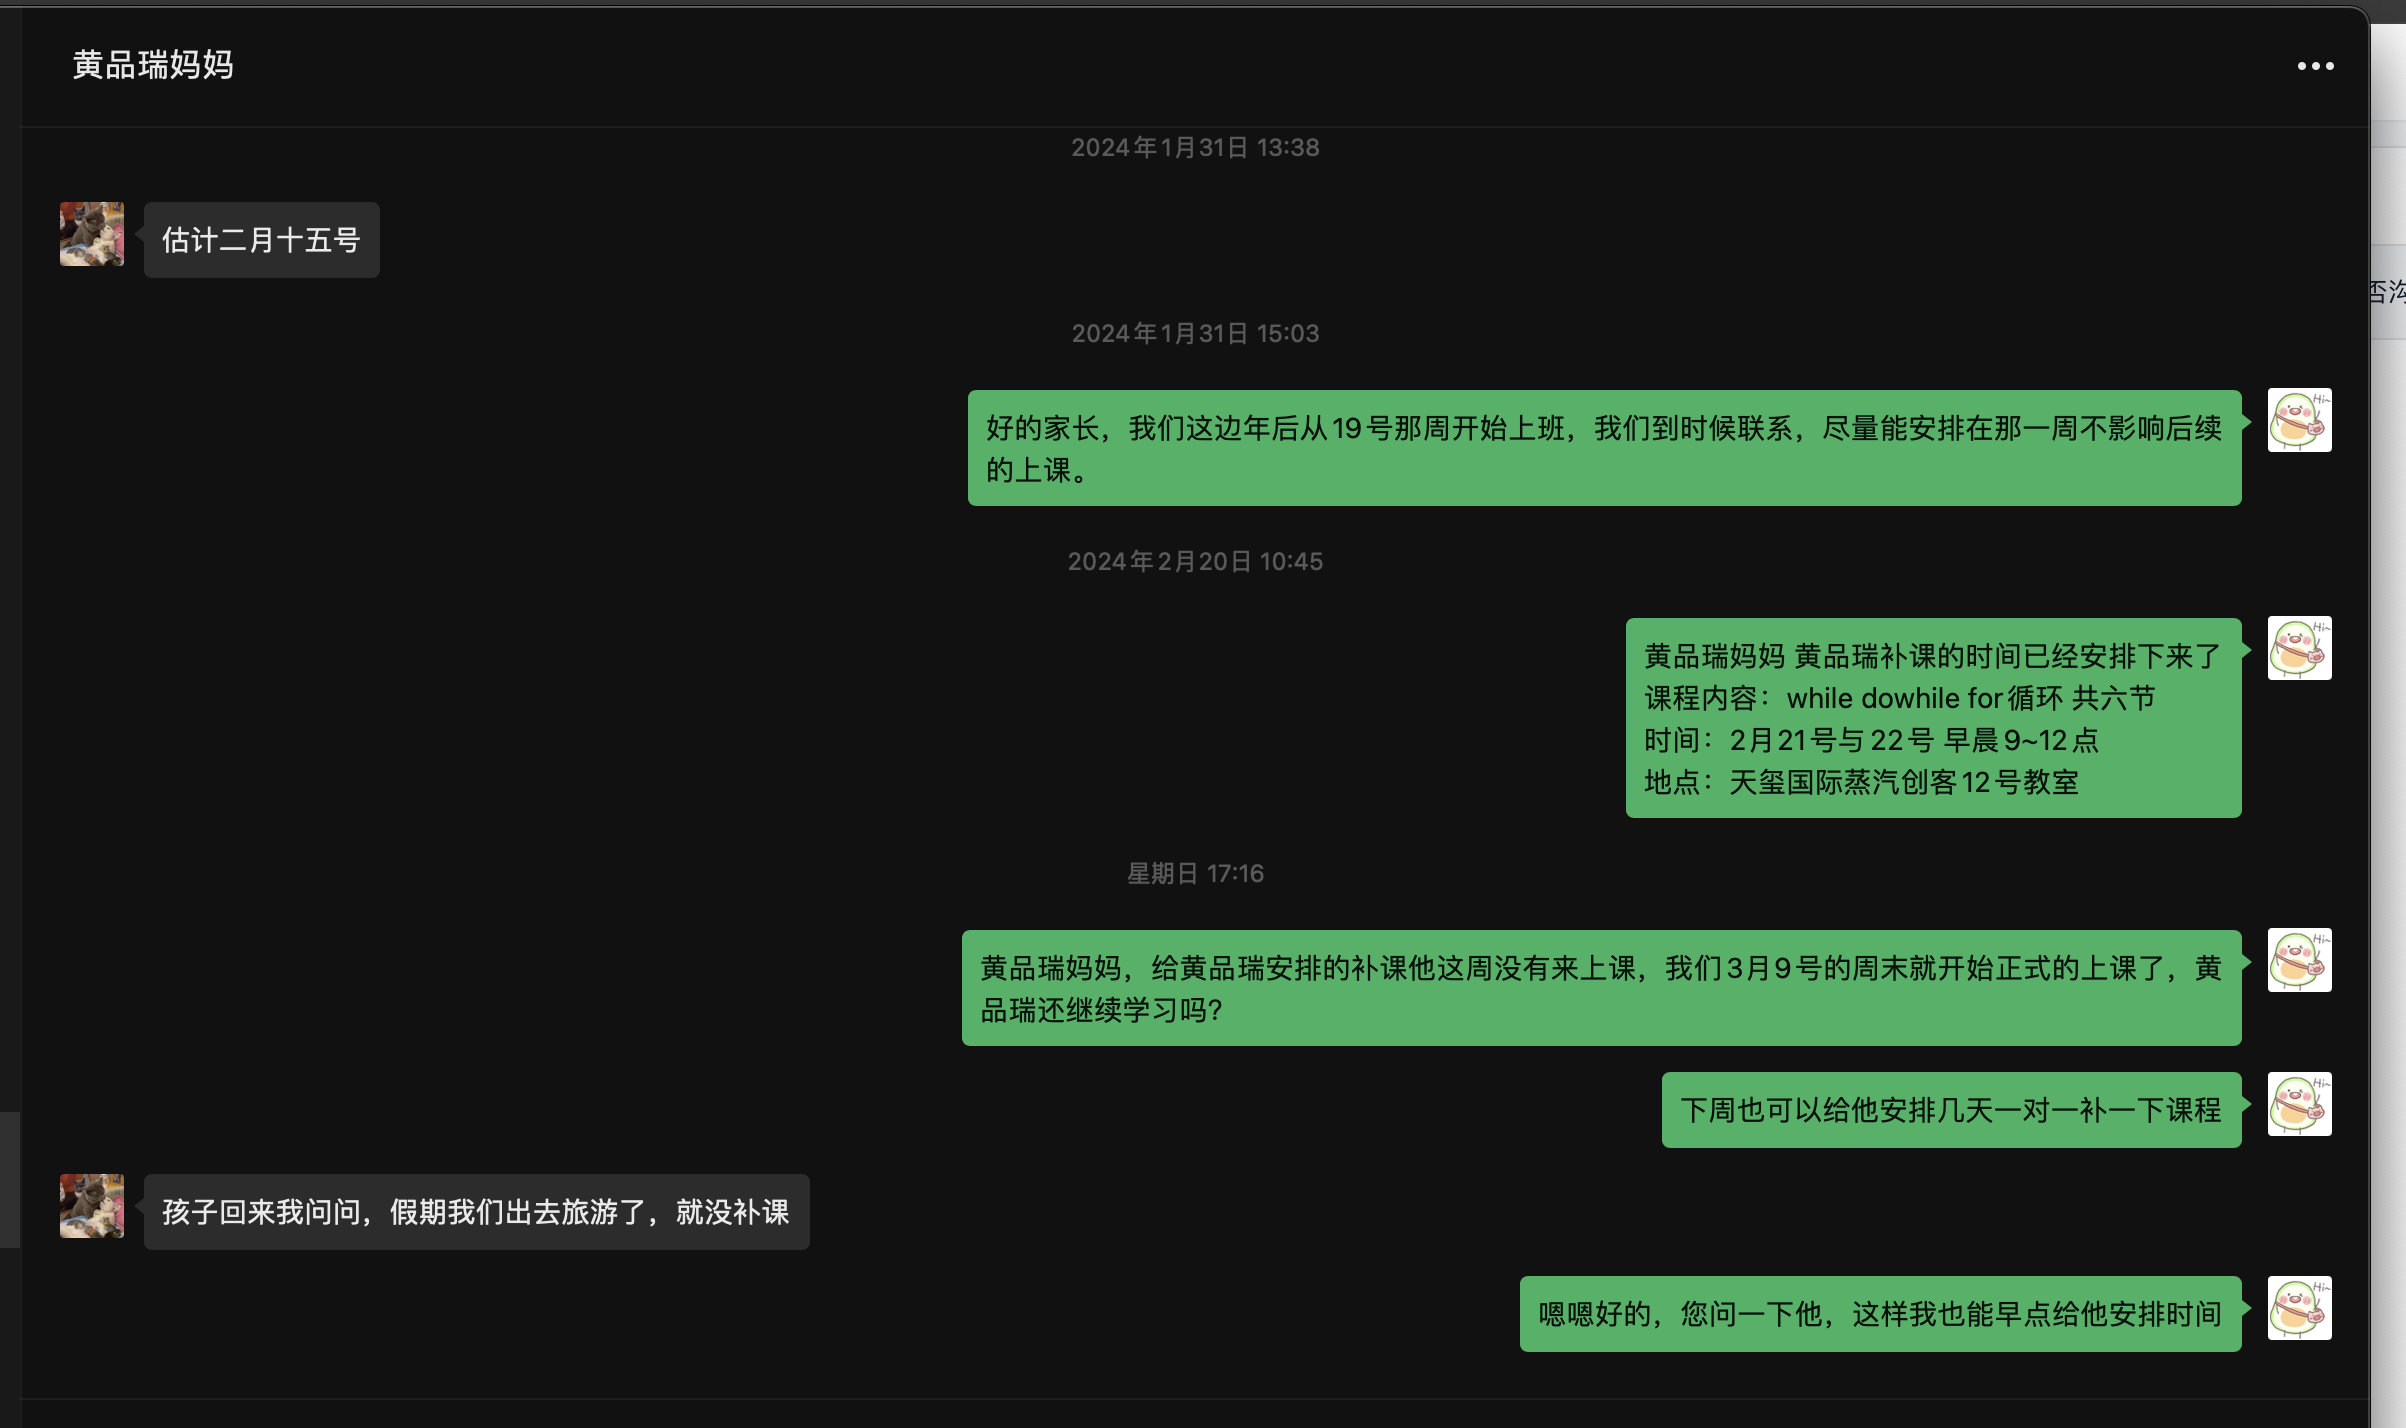 黄品瑞妈妈
2024年1月31日 13:38
估计二月十五号
2024年1月31日 15:03
好的家长，我们这边年后从19号那周开始上班，我们到时候联系，尽量能安排在那一周不影响后续
的上课。
2024年2月20日 10:45
黄品瑞妈妈 黄品瑞补课的时间已经安排下来了
课程内容：while dowhile for循环 共六节
时间：2月21号与22号 早晨9~12点
地点：天玺国际蒸汽创客12号教室
星期日 17:16
黄品瑞妈妈，给黄品瑞安排的补课他这周没有来上课，我们3月9号的周末就开始正式的上课了，黄
品瑞还继续学习吗?
下周也可以给他安排几天一对一补一下课程
孩子回来我问问，假期我们出去旅游了，就没补课
嗯嗯好的，您问一下他，这样我也能早点给他安排时间